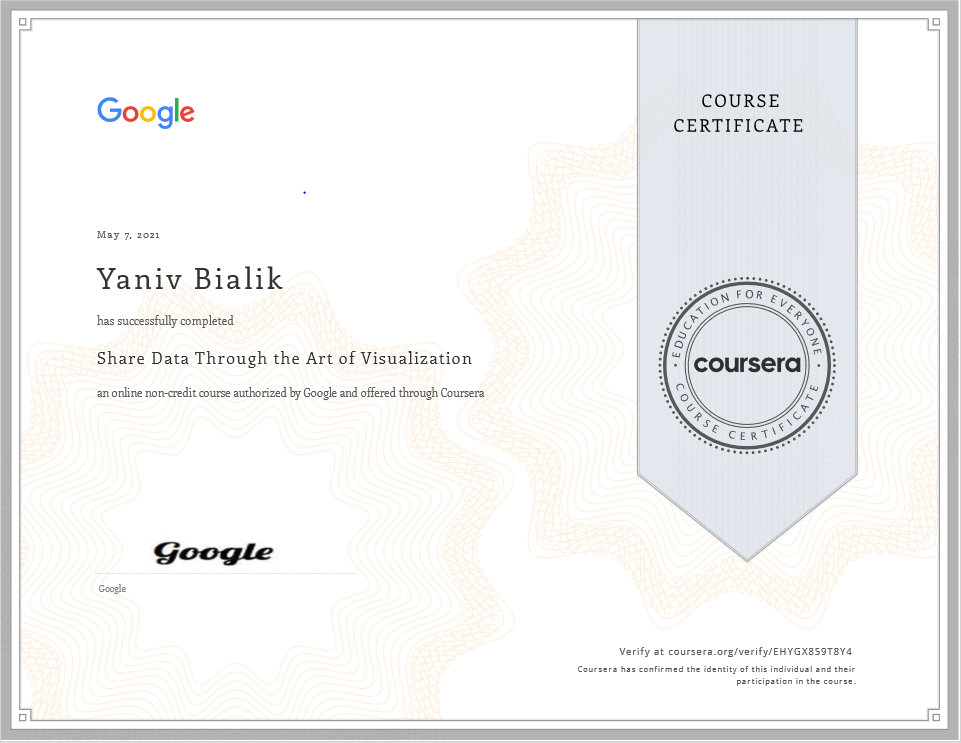 Google
COURSE
CERTIFICATE
May 7, 2021
Yaniv Bialik
has successfully completed
Share Data Through the Art of Visualization
an online non-credit course authorized by Google and offered through Coursera
EDUCATION FOR EVERYONE
coursera
COURSE CERTIFICATE
Google
Google
Verify at coursera.org/verify/EHYGX859T8Y4
Coursera has confirmed the identity of this individual and their
participation in the course.